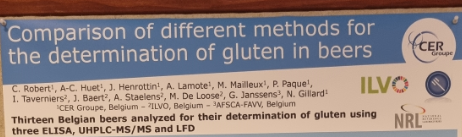 Comparison of different methods for
the determination of gluten in beers
CER
Groupe
C. Robert¹, A-C. Huet¹, J. Henrottin¹, A. Lamote¹, M. Mailleux¹, P. Paque¹,
I. Taverniers², J. Baert², A. Staelens², M. De Loose², G. Janssens³, N. Gillard¹
¹CER Groupe, Belgium – ²ILVO, Belgium – ³AFSCA-FAVV, Belgium
ILVO
Thirteen Belgian beers analyzed for their determination of gluten using
three ELISA, UHPLC-MS/MS and LFD
NRL